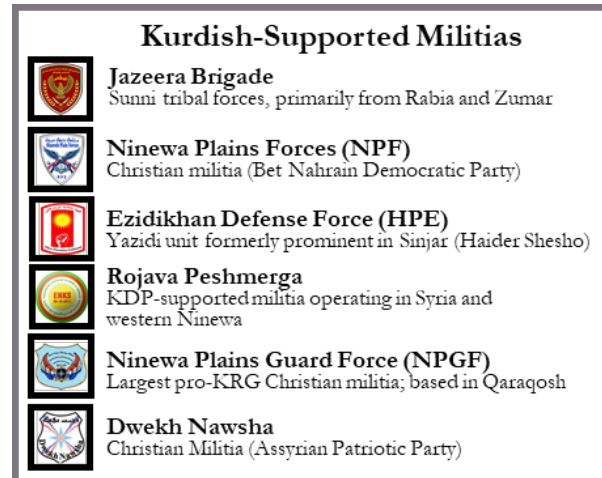 Kurdish-Supported Militias
Jazeera Brigade
Sunni tribal forces, primarily from Rabia and Zumar
Ninewa Plains Forces (NPF)
Christian militia (Bet Nahrain Democratic Party)
Ezidikhan Defense Force (HPE)
Yazidi unit formerly prominent in Sinjar (Haider Shesho)
ENKS
Rojava Peshmerga
KDP-supported militia operating in Syria and
western Ninewa
Ninewa Plains Guard Force (NPGF)
Largest pro-KRG Christian militia; based in Qaraqosh
Dwekh Nawsha
Dwekh Nawsha
Christian Militia (Assyrian Patriotic Party)